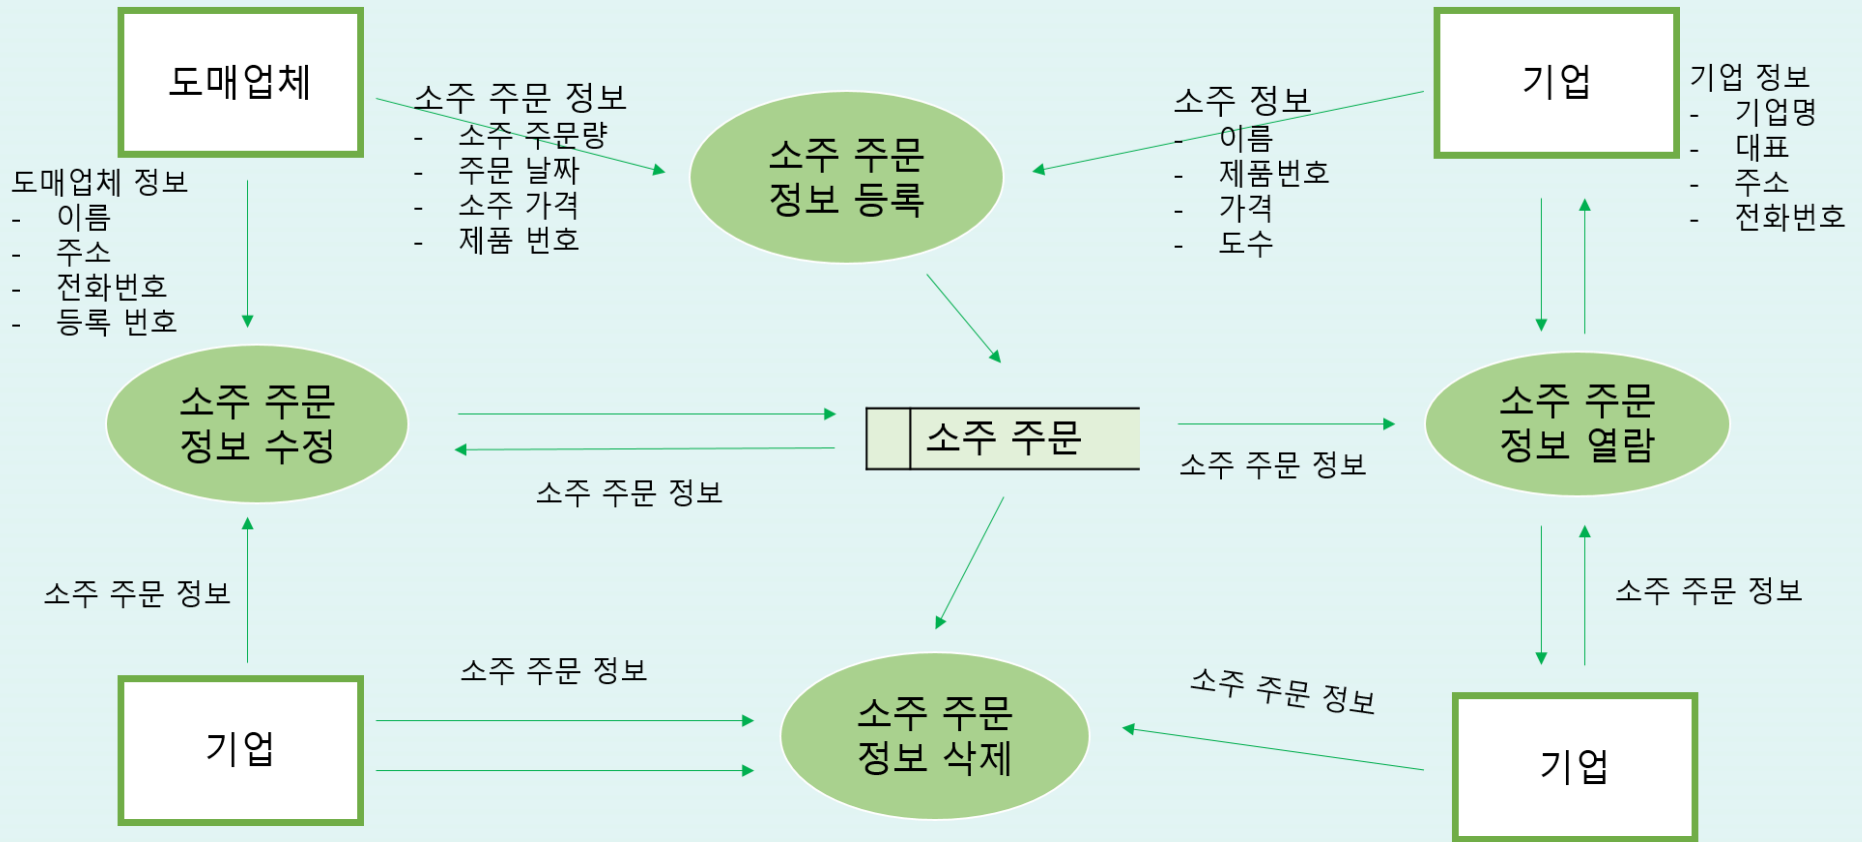 도매업체
소주 주문 정보
- 소주 주문량
- 주문 날짜
- 소주 가격
- 제품 번호
소주 주문
정보 등록
소주 정보
- 이름
- 제품번호
- 가격
- 도수
기업
기업 정보
- 기업명
- 대표
- 주소
- 전화번호
도매업체 정보
- 이름
- 주소
- 전화번호
- 등록 번호
소주 주문
정보 수정
소주 주문 정보
소주 주문
소주 주문 정보
소주 주문
정보 열람
소주 주문 정보
소주 주문 정보
기업
소주 주문 정보
소주 주문
정보 삭제
소주 주문 정보
기업